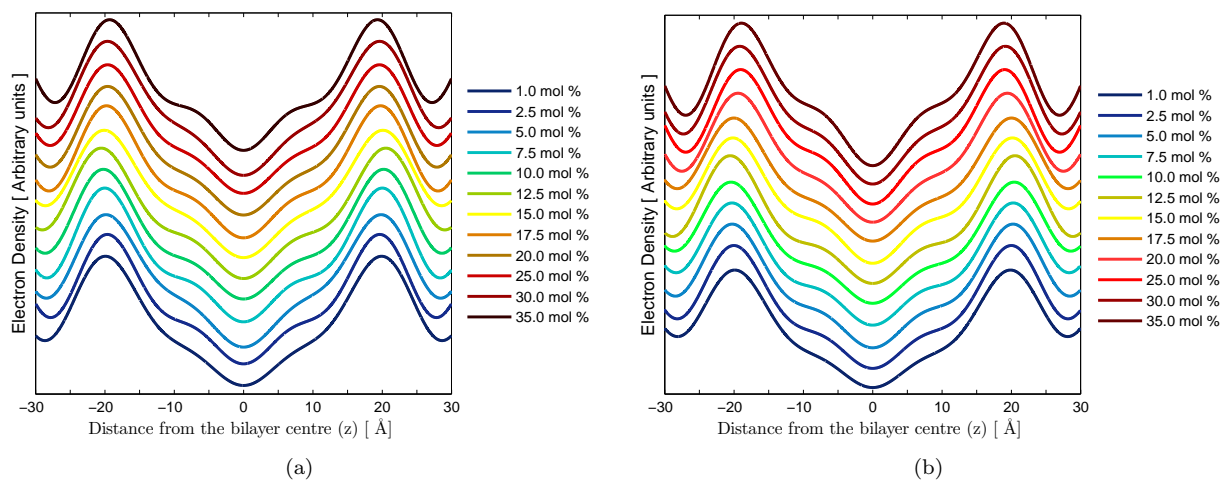 Electron Density [ Arbitrary units ]
−30 −20 −10 0 10 20 30
Distance from the bilayer centre (z) [ Å]
1.0 mol %
2.5 mol %
5.0 mol %
7.5 mol %
10.0 mol %
12.5 mol %
15.0 mol %
17.5 mol %
20.0 mol %
25.0 mol %
30.0 mol %
35.0 mol %
(a)
Electron Density [ Arbitrary units ]
−30 −20 −10 0 10 20 30
Distance from the bilayer centre (z) [ Å]
1.0 mol %
2.5 mol %
5.0 mol %
7.5 mol %
10.0 mol %
12.5 mol %
15.0 mol %
17.5 mol %
20.0 mol %
25.0 mol %
30.0 mol %
35.0 mol %
(b)